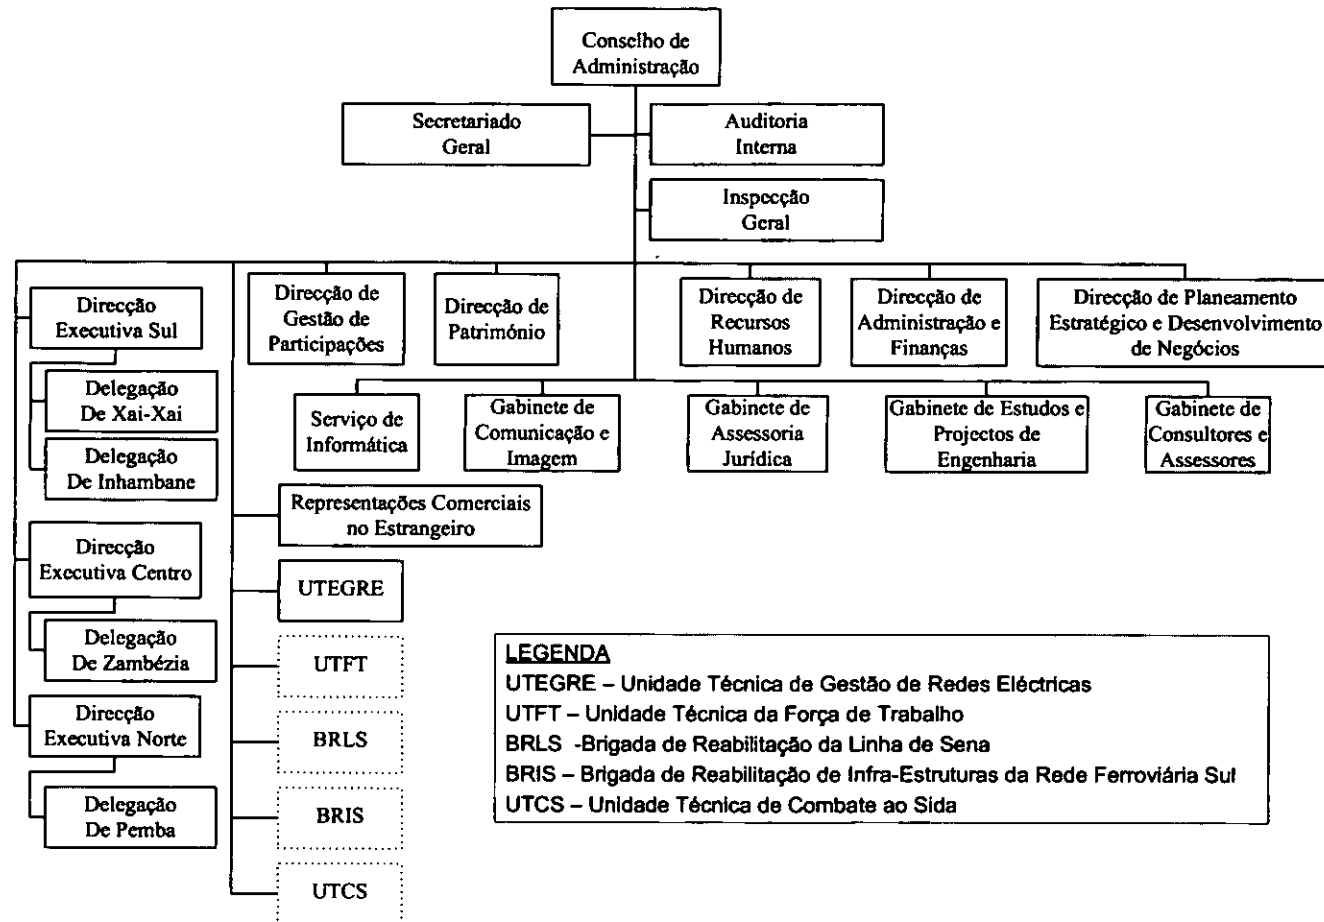 Conselho de
Administração
Secretariado
Geral
Auditoria
Interna
Inspecção
Geral
Direcção
Executiva Sul
Direcção de
Gestão de
Participações
Direcção de
Património
Direcção de
Recursos
Humanos
Direcção de
Administração e
Finanças
Direcção de Planeamento
Estratégico e Desenvolvimento
de Negócios
Delegação
De Xai-Xai
Delegação
De Inhambane
Serviço de
Informática
Gabinete de
Comunicação e
Imagem
Gabinete de
Assessoria
Jurídica
Gabinete de Estudos e
Projectos de
Engenharia
Gabinete de
Consultores e
Assessores
Representações Comerciais
no Estrangeiro
Direcção
Executiva Centro
UTEGRE
Delegação
De Zambézia
UTFT
Direcção
Executiva Norte
BRLS
Delegação
De Pemba
BRIS
UTCS
LEGENDA
UTEGRE – Unidade Técnica de Gestão de Redes Eléctricas
UTFT – Unidade Técnica da Força de Trabalho
BRLS -Brigada de Reabilitação da Linha de Sena
BRIS – Brigada de Reabilitação de Infra-Estruturas da Rede Ferroviária Sul
UTCS – Unidade Técnica de Combate ao Sida